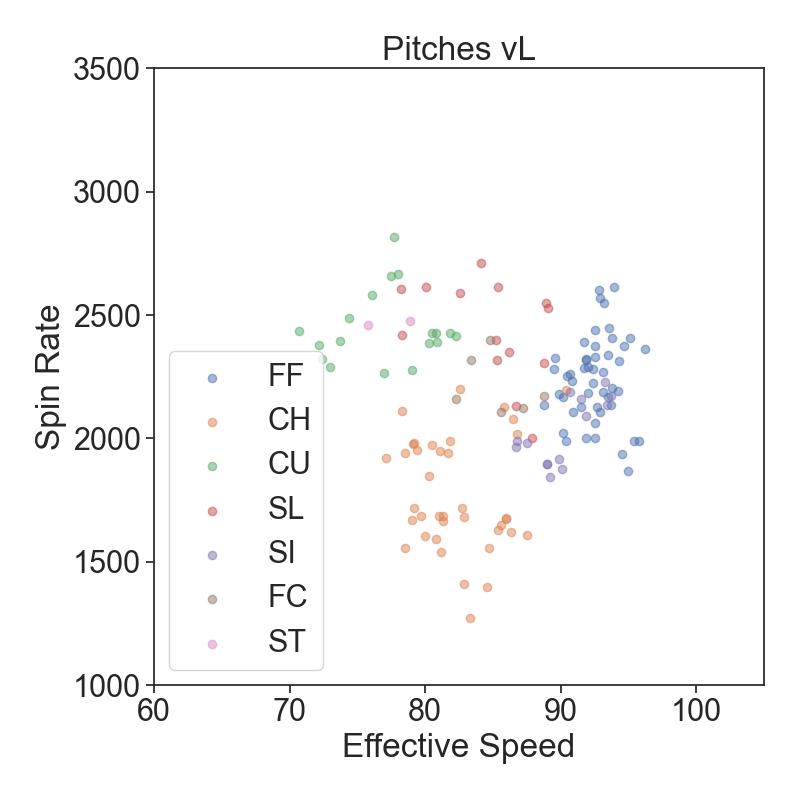 Pitches vL
3500
3000
2500
2000
1500
1000
Spin Rate
FF
CH
CU
SL
SI
FC
ST
60 70 80 90 100
Effective Speed